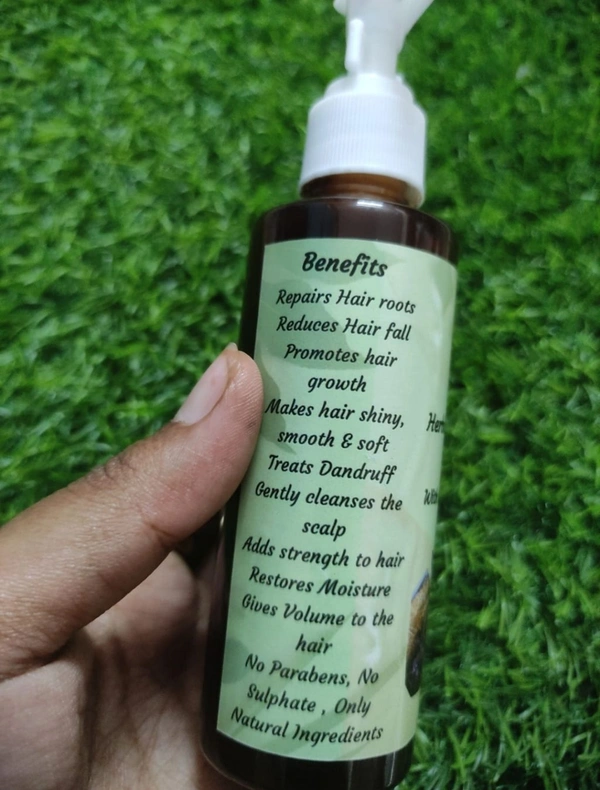 Benefits
Repairs Hair roots
Reduces Hair fall
Promotes hair
growth
Makes hair shiny,
smooth & soft
Treats Dandruff
Gently cleanses the
scalp
Adds strength to hair
Restores Moisture
Gives Volume to the
hair
No Parabens, No
Sulphate , Only
Natural Ingredients